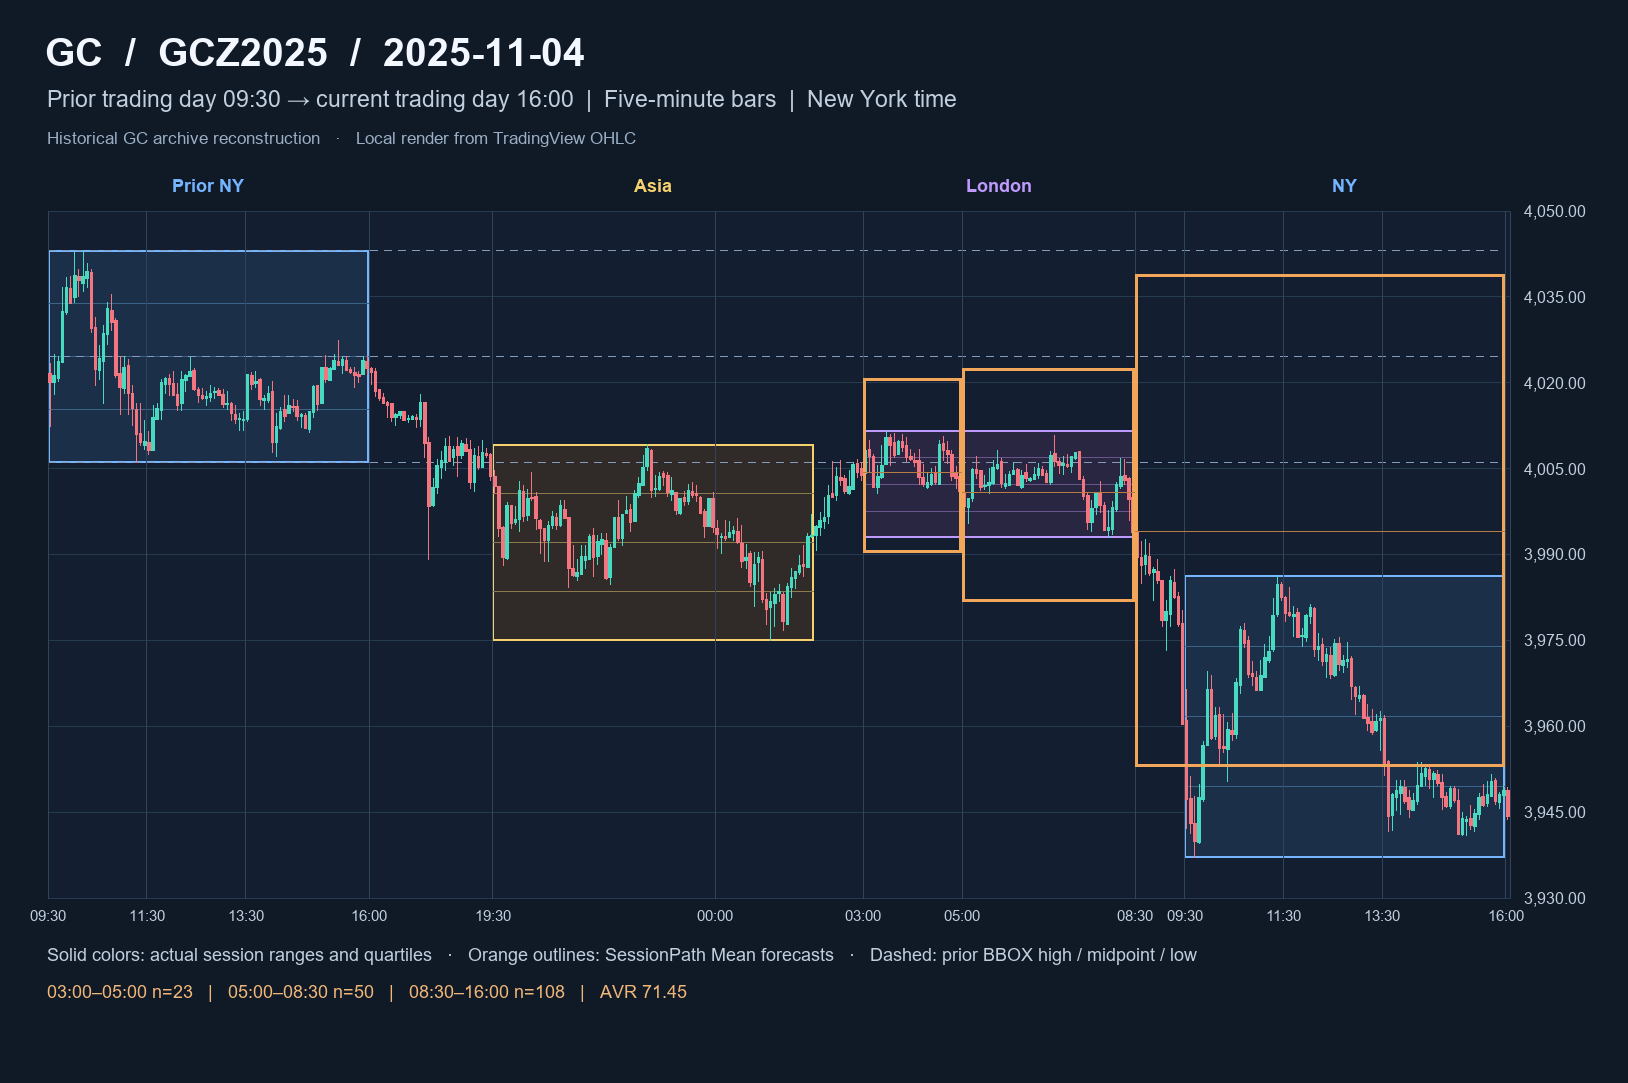 GC / GCZ2025 / 2025-11-04
Prior trading day 09:30 → current trading day 16:00 | Five-minute bars | New York time
Historical GC archive reconstruction · Local render from TradingView OHLC
Prior NY Asia London NY
4,050.00
4,035.00
4,020.00
4,005.00
3,990.00
3,975.00
3,960.00
3,945.00
3,930.00
09:30 11:30 13:30 16:00 19:30 00:00 03:00 05:00 08:30 09:30 11:30 13:30 16:00
Solid colors: actual session ranges and quartiles · Orange outlines: SessionPath Mean forecasts · Dashed: prior BBOX high / midpoint / low
03:00–05:00 n=23 | 05:00–08:30 n=50 | 08:30–16:00 n=108 | AVR 71.45